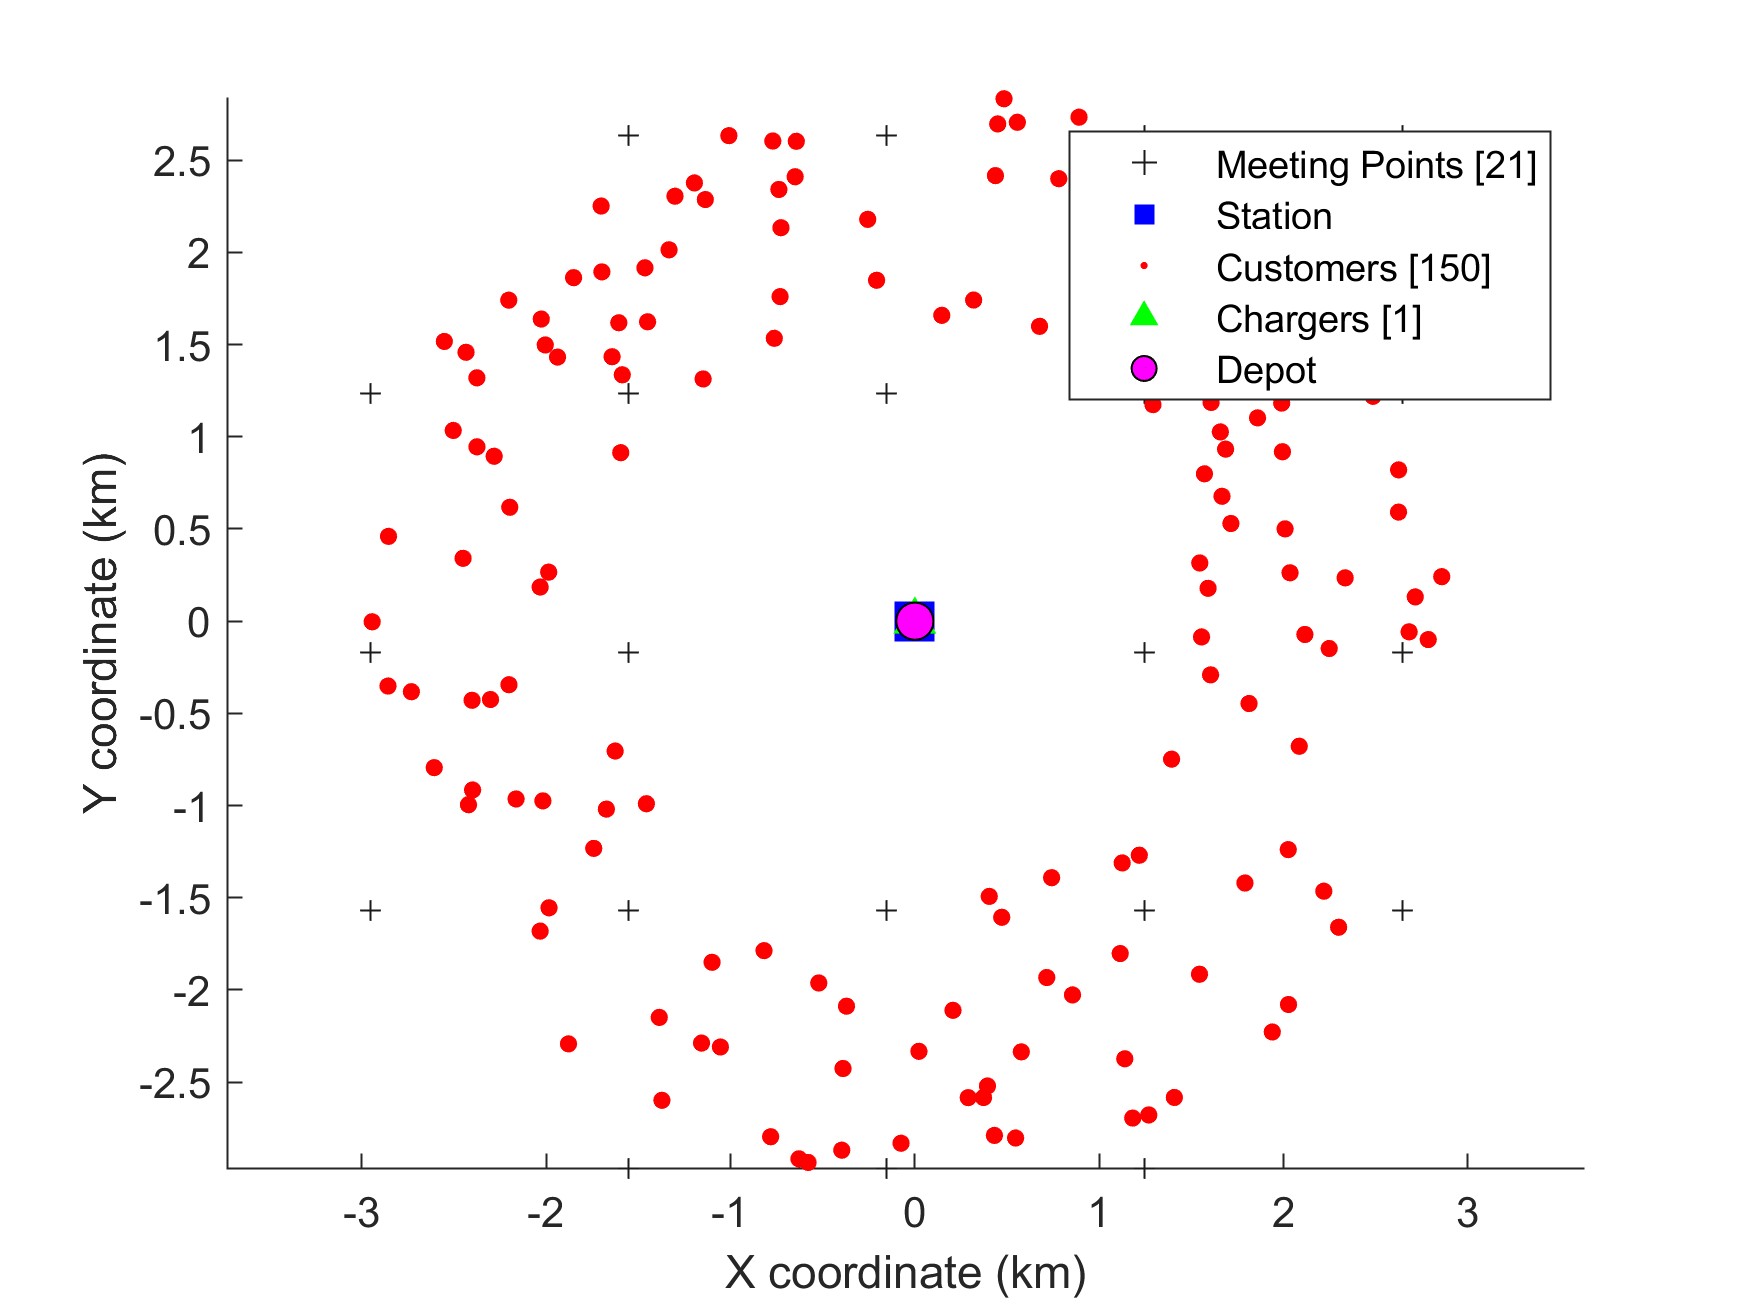 2.5
2
1.5
1
0.5
0
-0.5
-1
-1.5
-2
-2.5
Y coordinate (km)
Meeting Points [21]
Station
Customers [150]
Chargers [1]
Depot
-3 -2 -1 0 1 2 3
X coordinate (km)